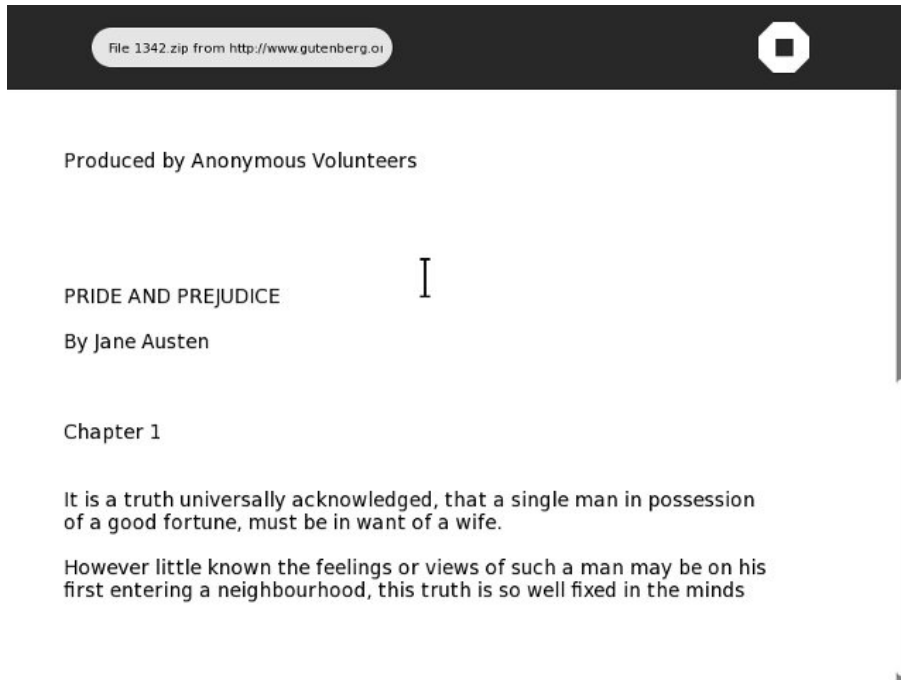 File 1342.zip from http://www.gutenberg.or
Produced by Anonymous Volunteers
PRIDE AND PREJUDICE
By Jane Austen
Chapter 1
It is a truth universally acknowledged, that a single man in possession
of a good fortune, must be in want of a wife.
However little known the feelings or views of such a man may be on his
first entering a neighbourhood, this truth is so well fixed in the minds